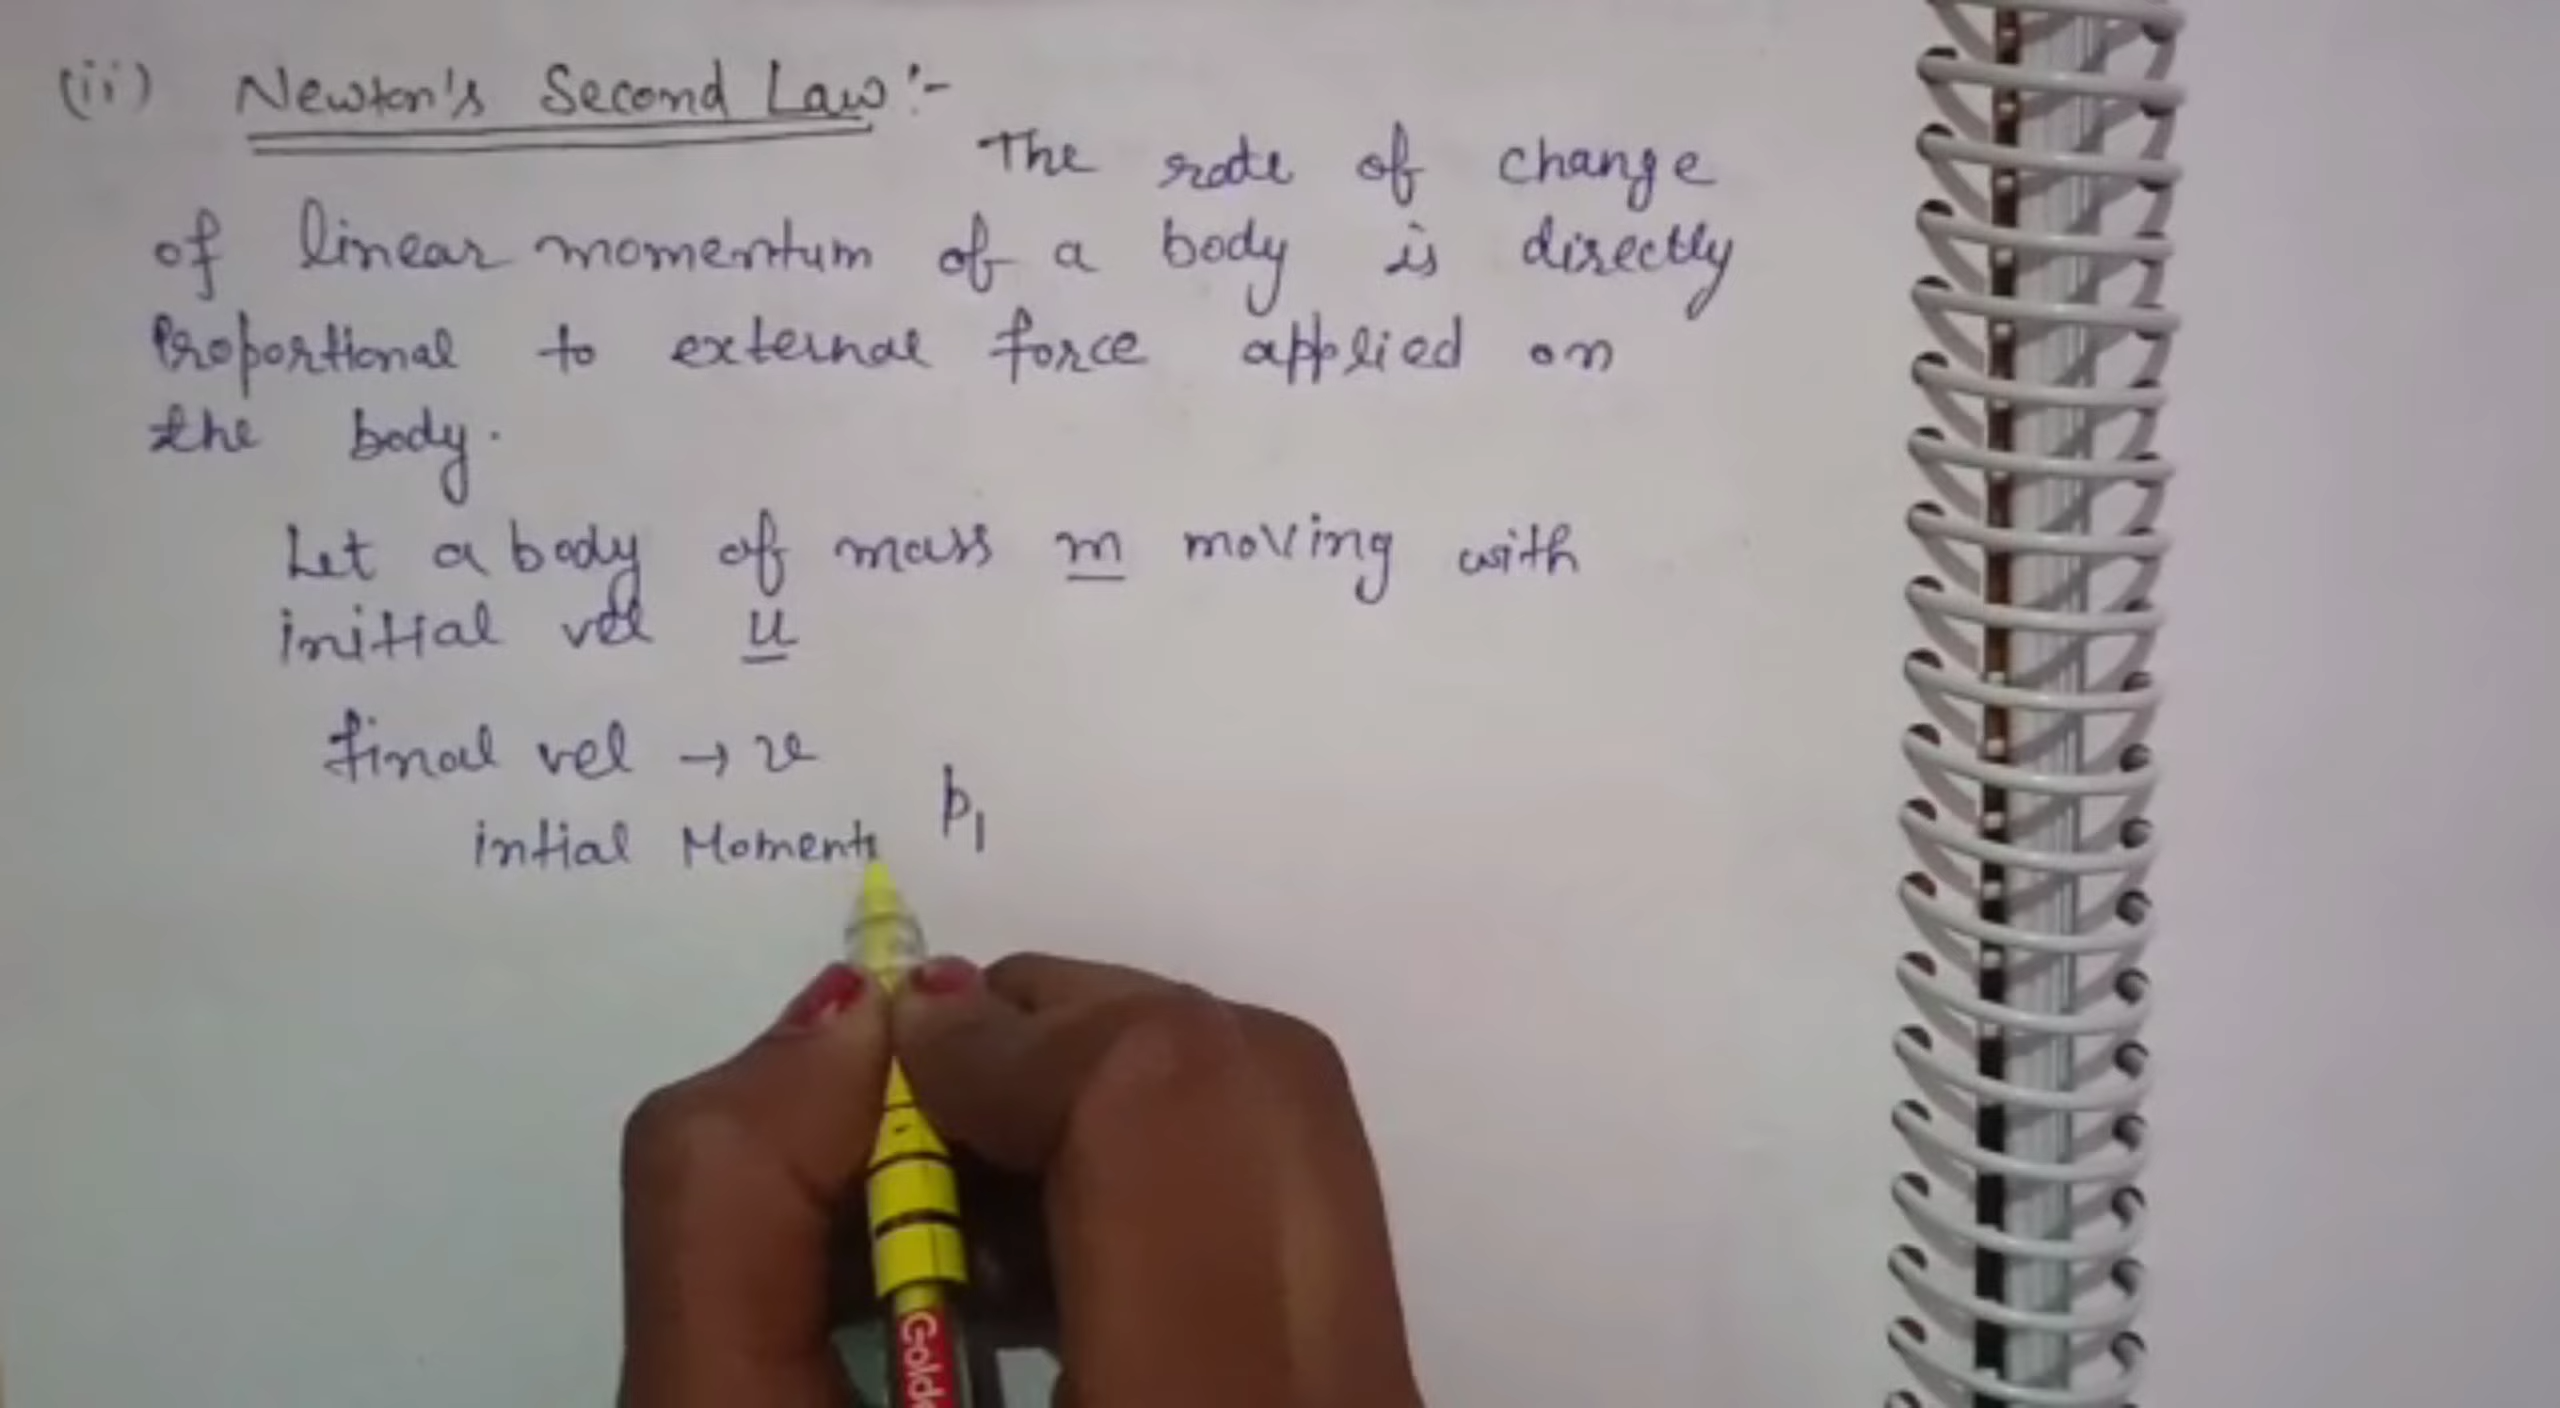 (ii) Newton's Second Law :-
The rate of change
of linear momentum of a body is directly
Proportional to external force applied on
the body.
Let a body of mass m moving with
initial vel u
final vel → v
p1
intial Moment
Gold